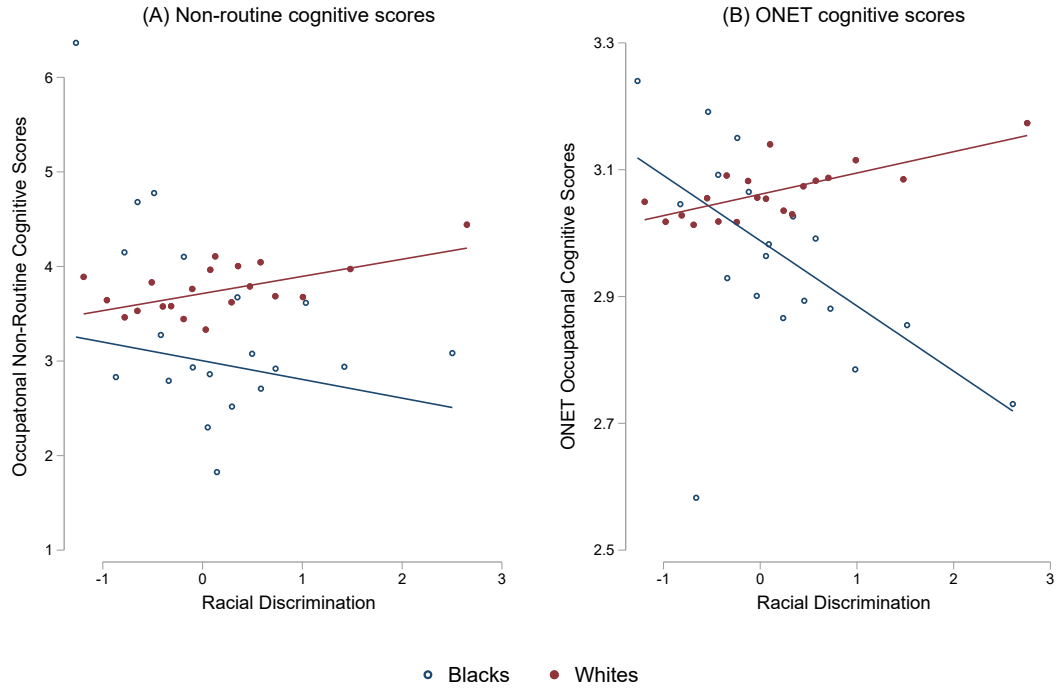 (A) Non-routine cognitive scores
Occupatonal Non-Routine Cognitive Scores
6
5
4
3
2
1
-1 0 1 2 3
Racial Discrimination
(B) ONET cognitive scores
ONET Occupatonal Cognitive Scores
3.3
3.1
2.9
2.7
2.5
-1 0 1 2 3
Racial Discrimination
Blacks Whites